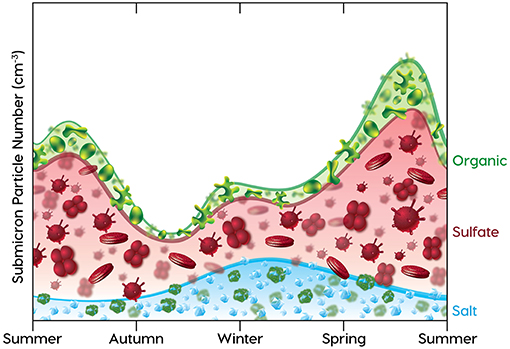 Submicron Particle Number (cm⁻³)
Organic
Sulfate
Salt
Summer Autumn Winter Spring Summer